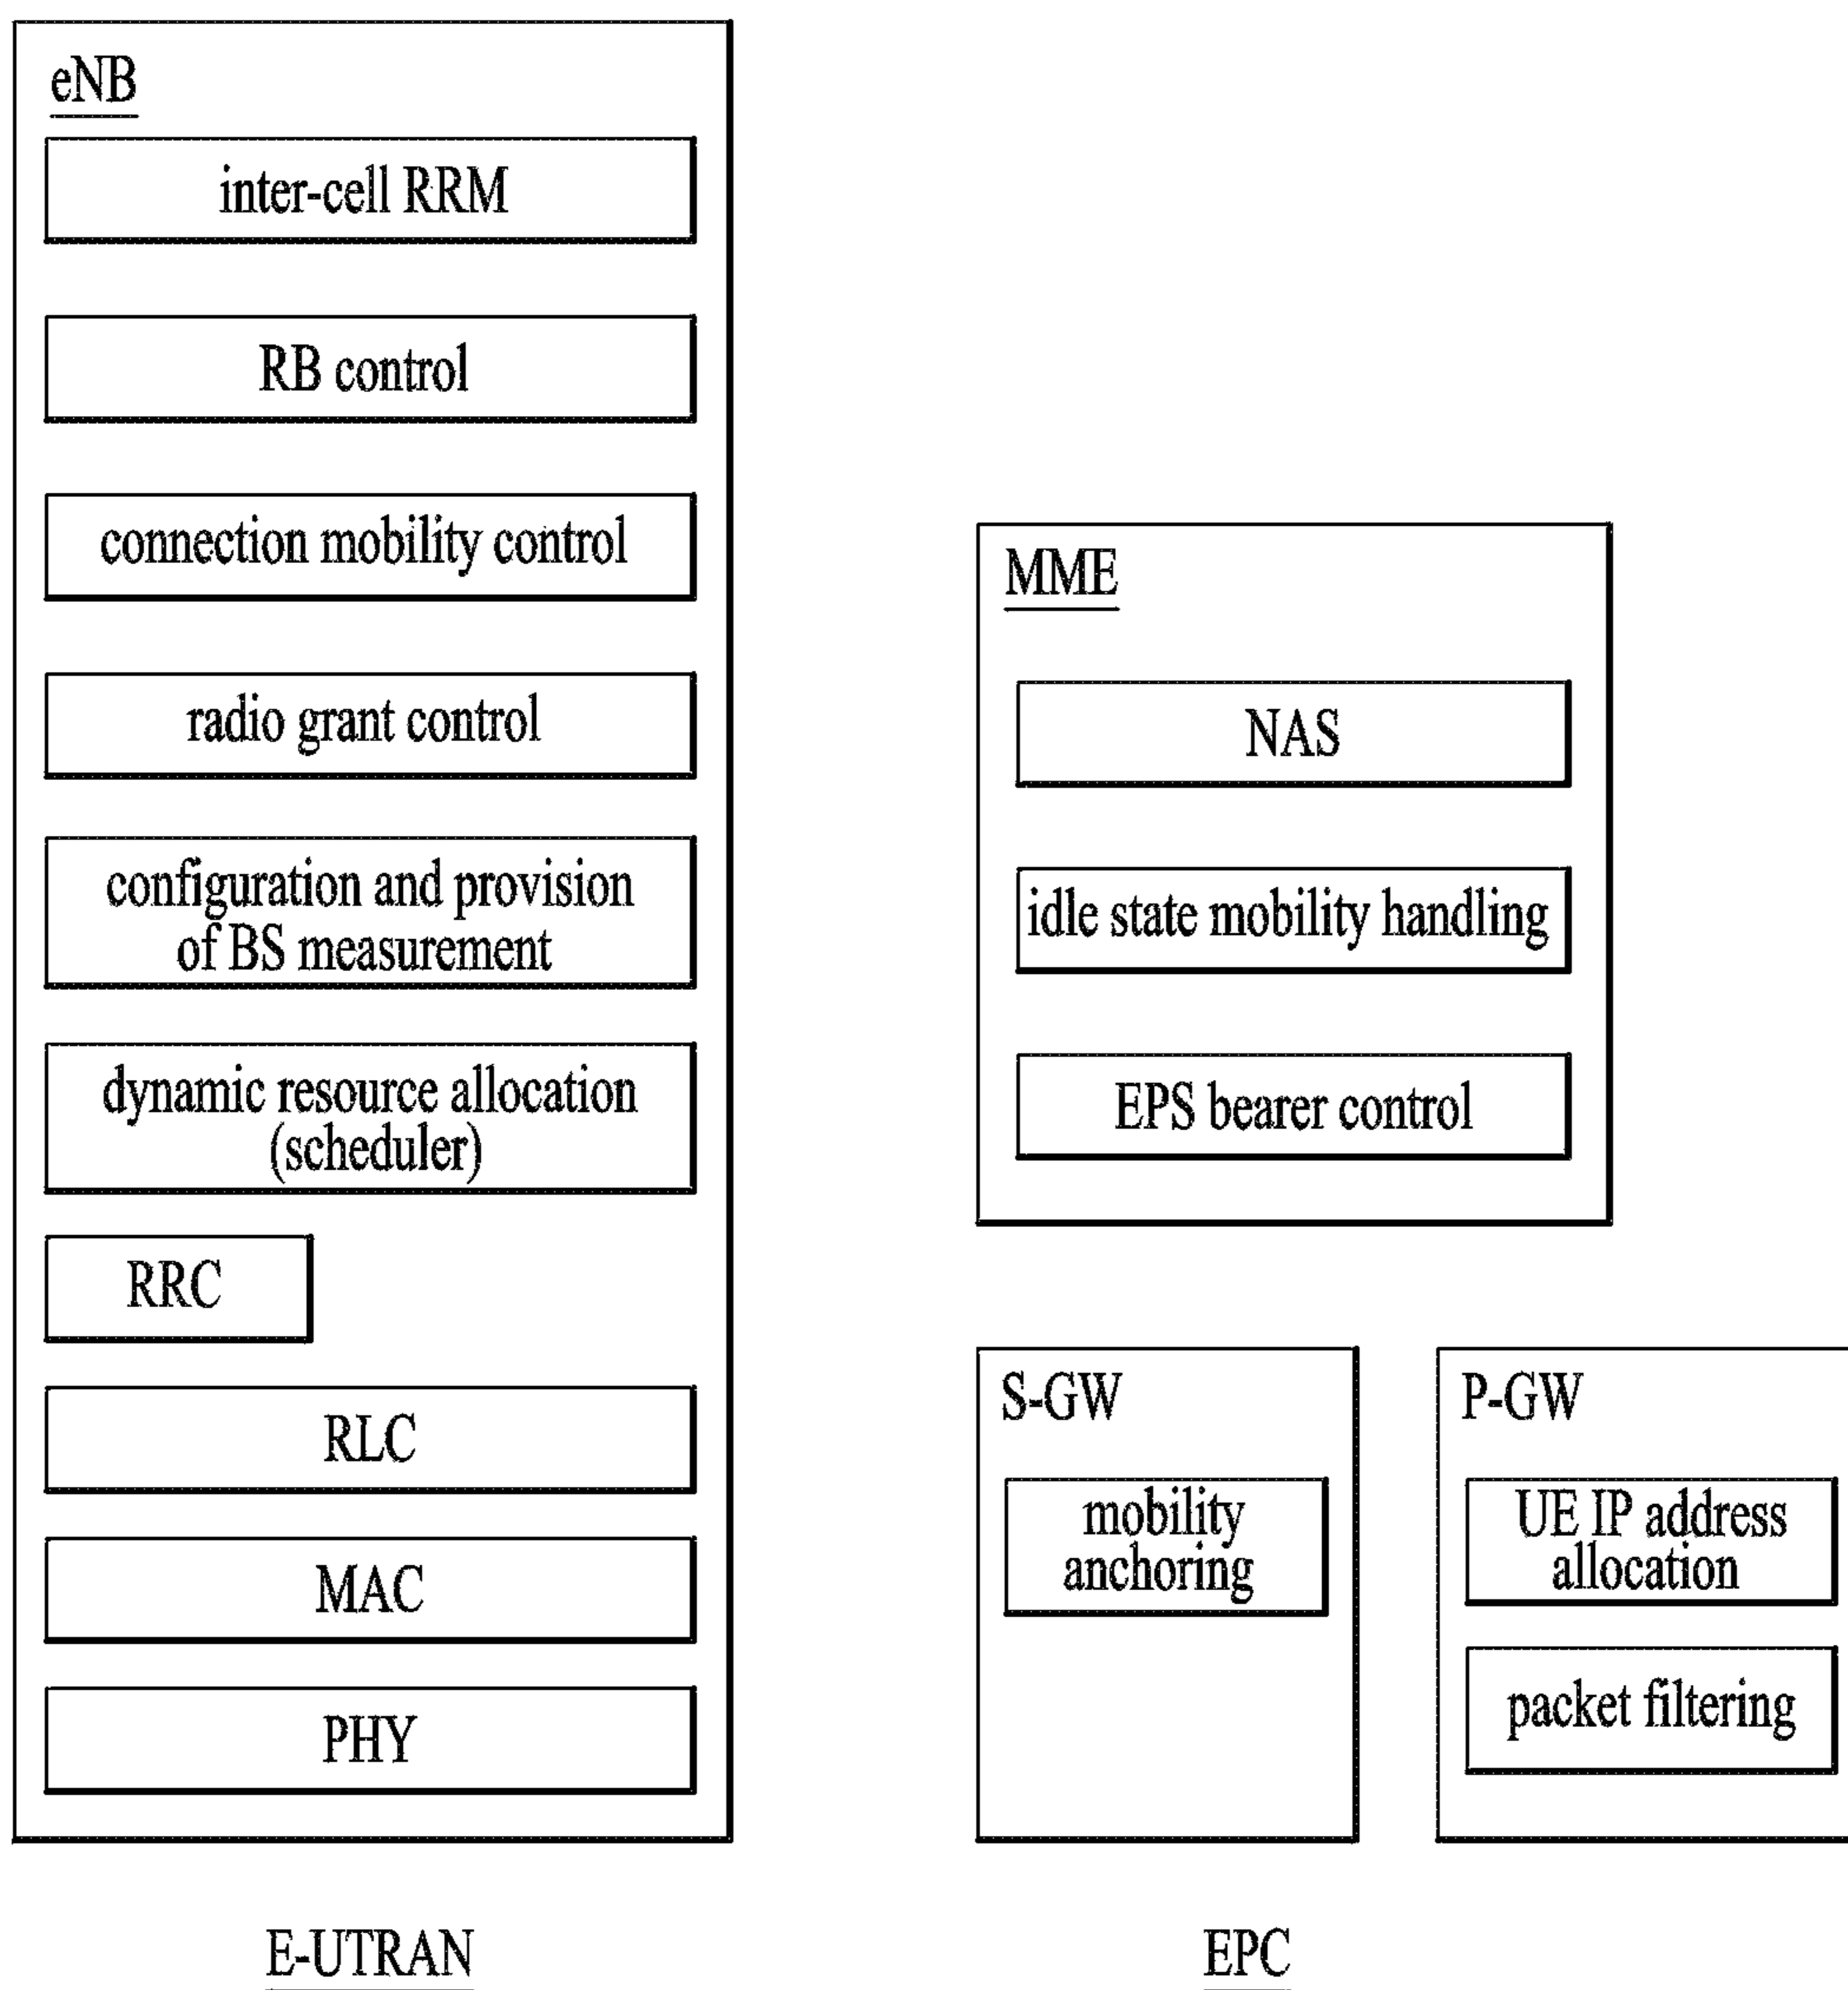 eNB
inter-cell RRM
RB control
connection mobility control
radio grant control
configuration and provision
of BS measurement
dynamic resource allocation
(scheduler)
RRC
RLC
MAC
PHY
E-UTRAN
MME
NAS
idle state mobility handling
EPS bearer control
S-GW
mobility
anchoring
P-GW
UE IP address
allocation
packet filtering
EPC